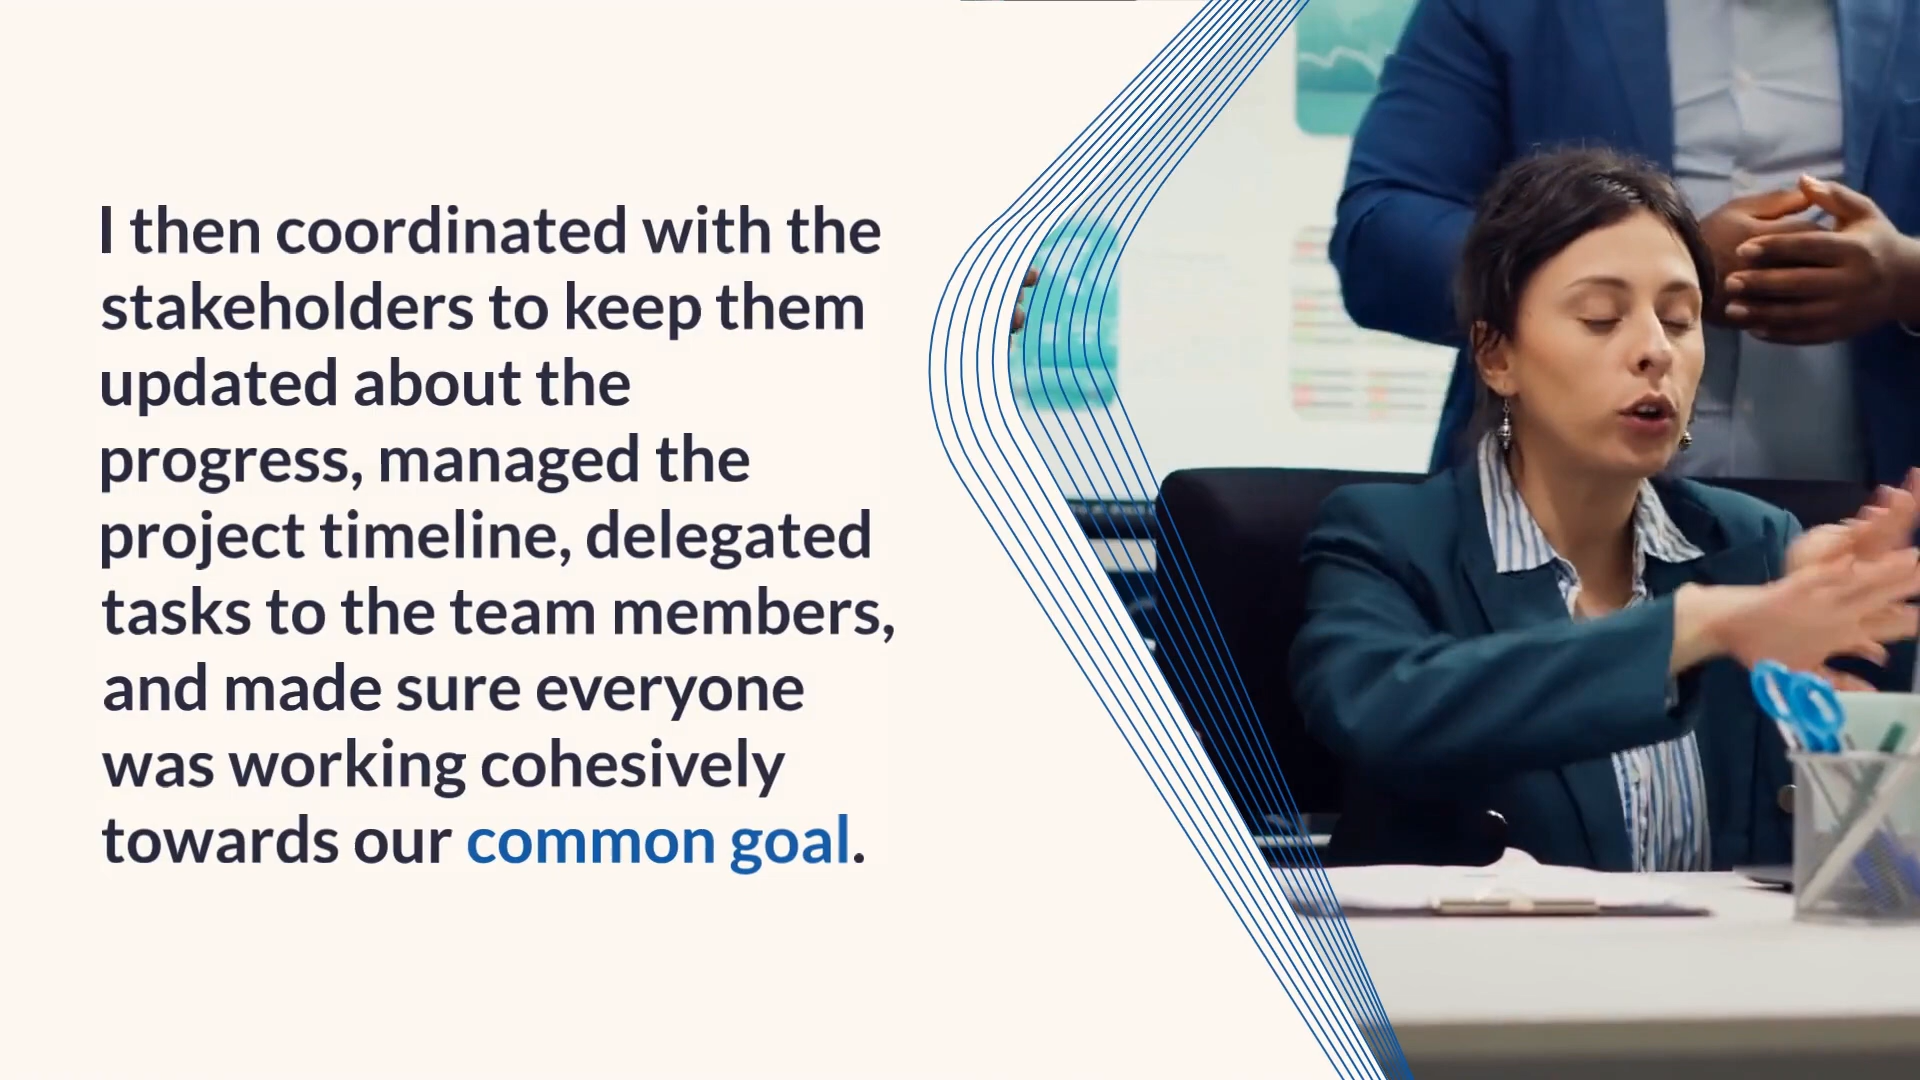 I then coordinated with the
stakeholders to keep them
updated about the
progress, managed the
project timeline, delegated
tasks to the team members,
and made sure everyone
was working cohesively
towards our common goal.